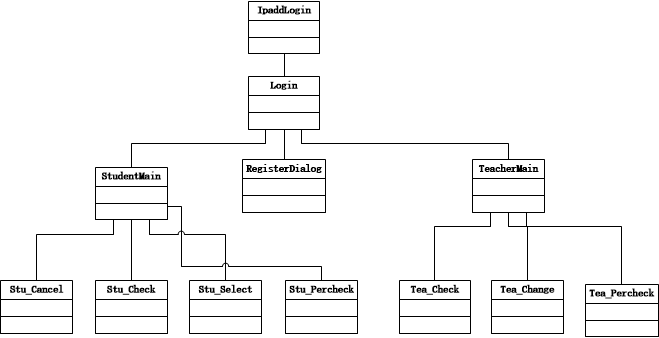 IpaddLogin
Login
StudentMain
RegisterDialog
TeacherMain
Stu_Cancel
Stu_Check
Stu_Select
Stu_Percheck
Tea_Check
Tea_Change
Tea_Percheck